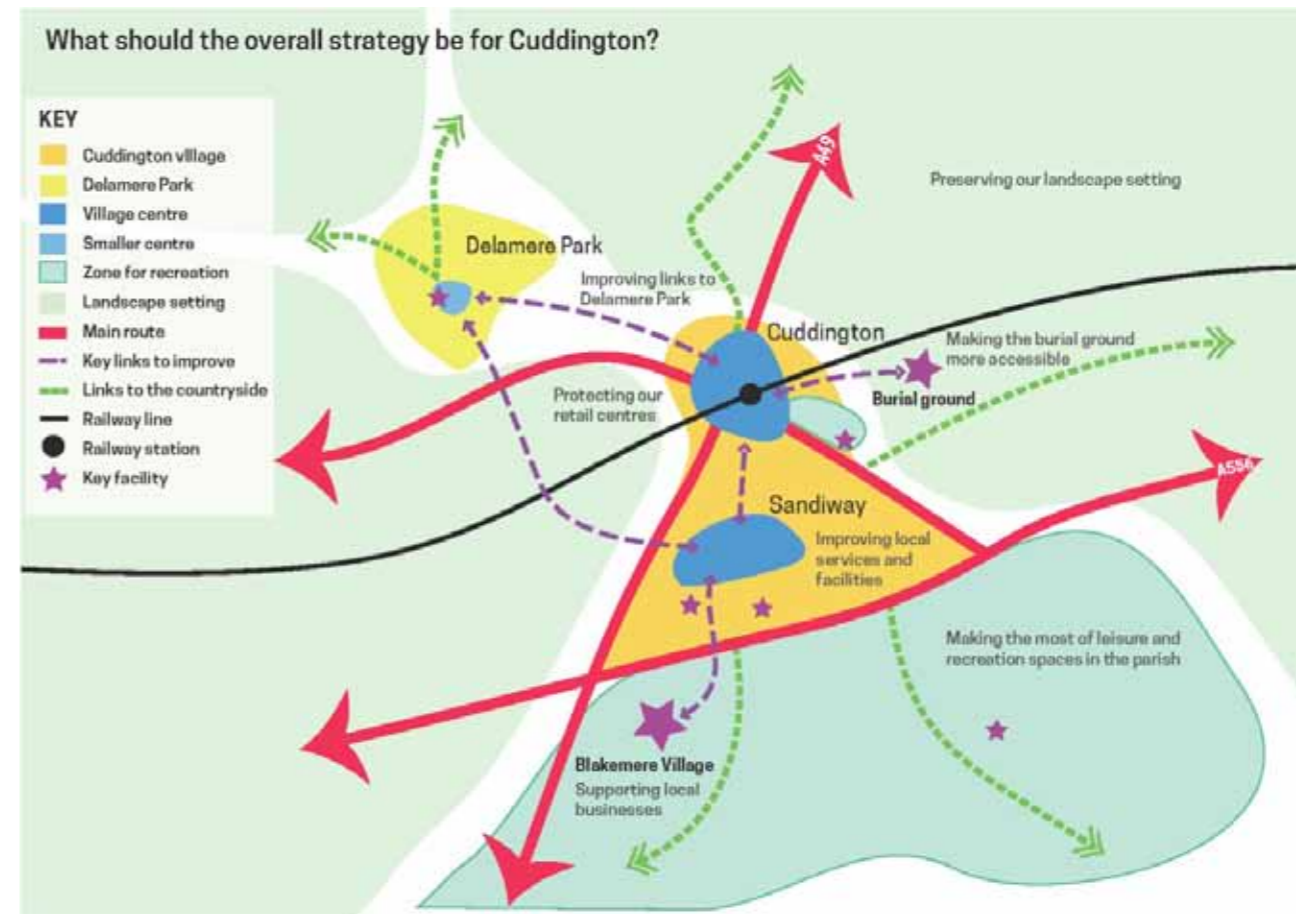 What should the overall strategy be for Cuddington?
KEY
Cuddington village
Delamere Park
Village centre
Smaller centre
Zone for recreation
Landscape setting
Main route
Key links to improve
Links to the countryside
Railway line
Railway station
Key facility
A49
Preserving our landscape setting
Delamere Park
Improving links to
Delamere Park
Cuddington
Making the burial ground
more accessible
Burial ground
Protecting our
retail centres
A556
Sandiway
Improving local
services and
facilities
Making the most of leisure and
recreation spaces in the parish
Blakemere Village
Supporting local
businesses